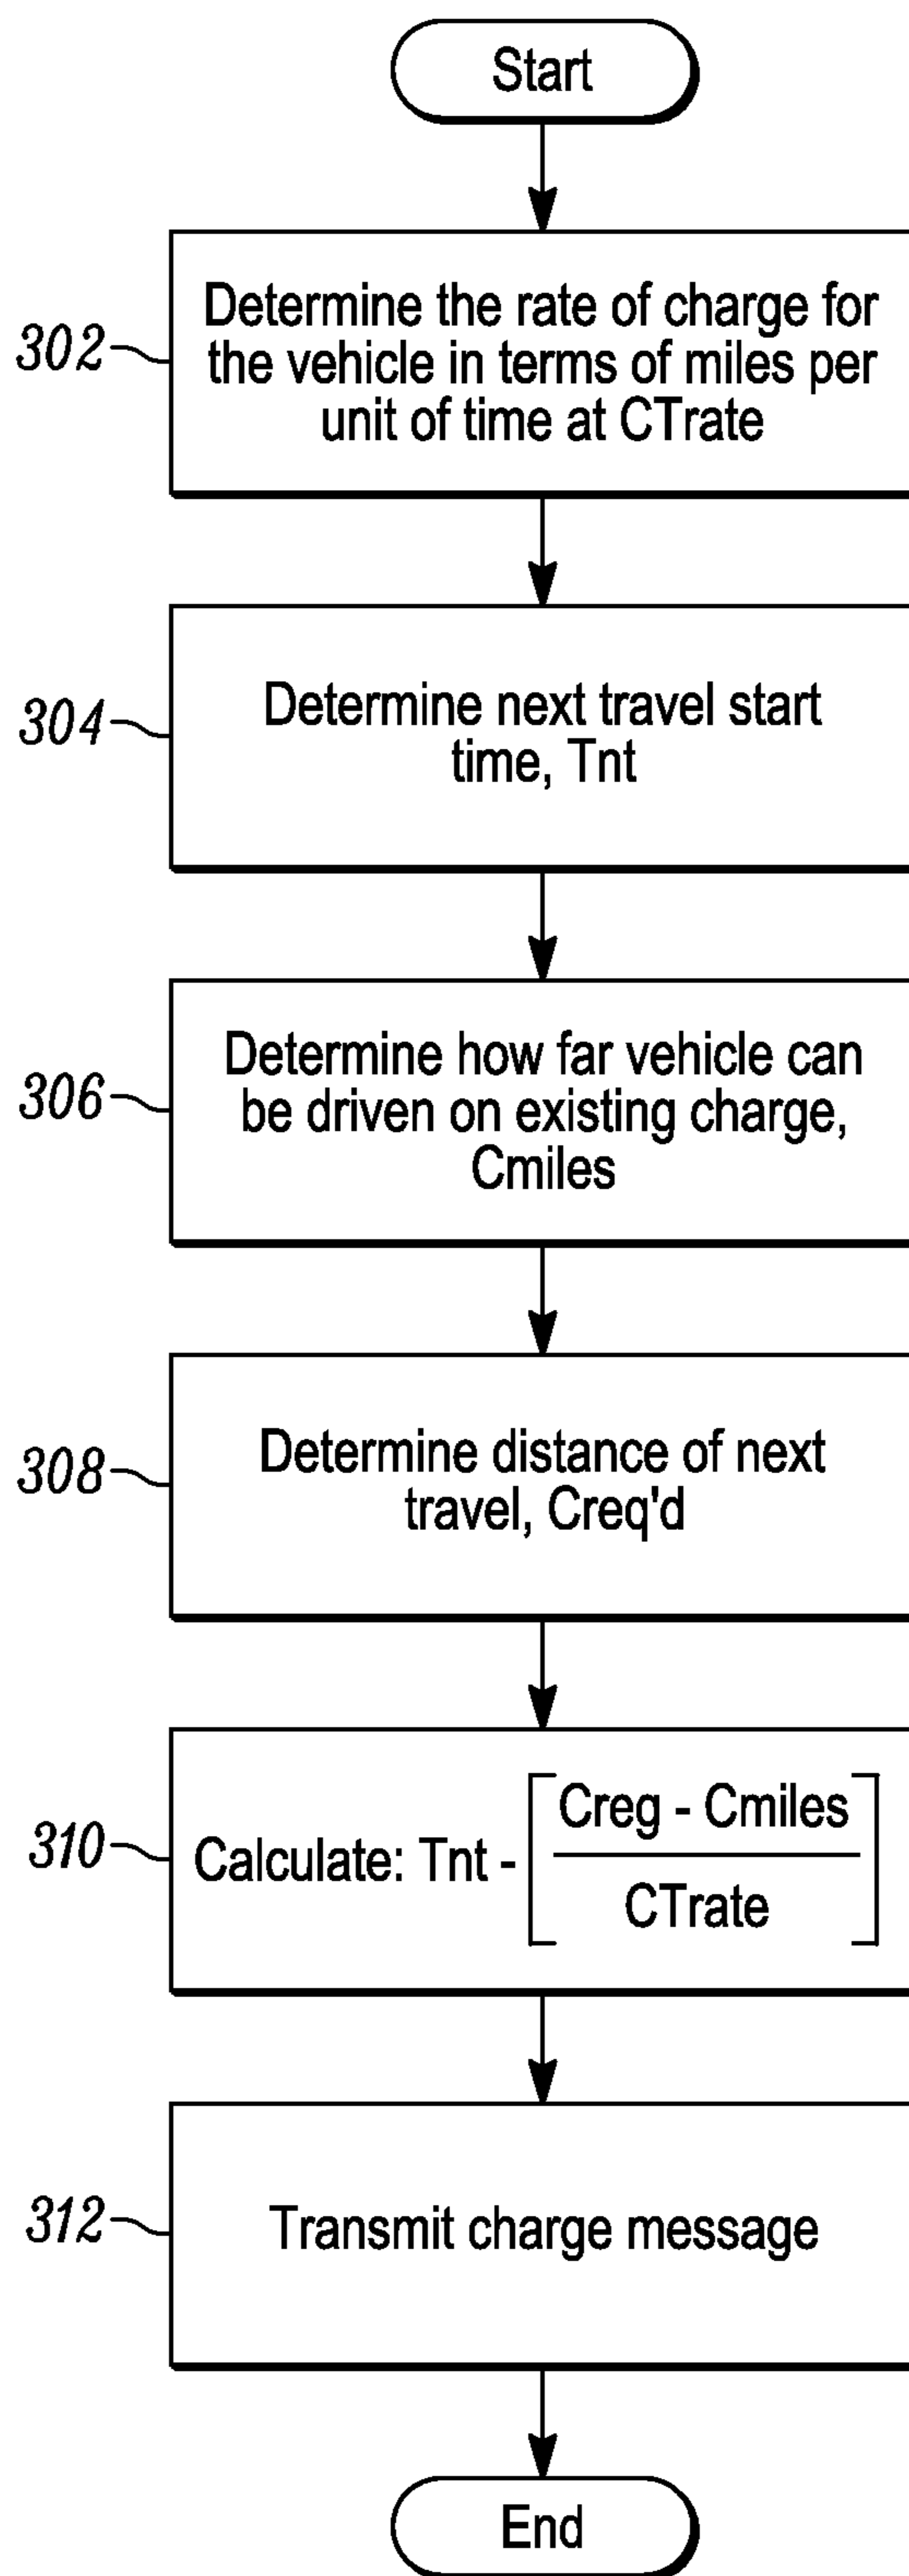 Start
302
Determine the rate of charge for
the vehicle in terms of miles per
unit of time at CTrate
304
Determine next travel start
time, Tnt
306
Determine how far vehicle can
be driven on existing charge,
Cmiles
308
Determine distance of next
travel, Creq'd
310
Calculate: Tnt - [Creg - Cmiles
CTrate]
312
Transmit charge message
End